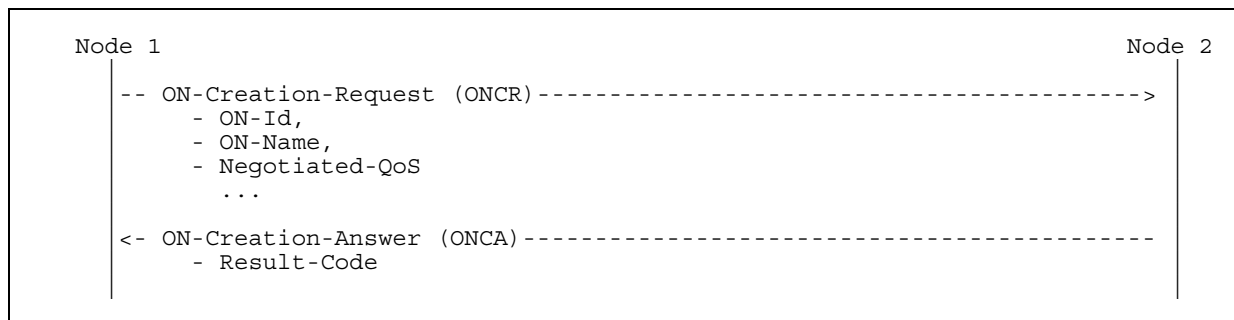 Node 1 Node 2
-- ON-Creation-Request (ONCR)------------------------------------------>
- ON-Id,
- ON-Name,
- Negotiated-QoS
...
<- ON-Creation-Answer (ONCA)--------------------------------------------
- Result-Code